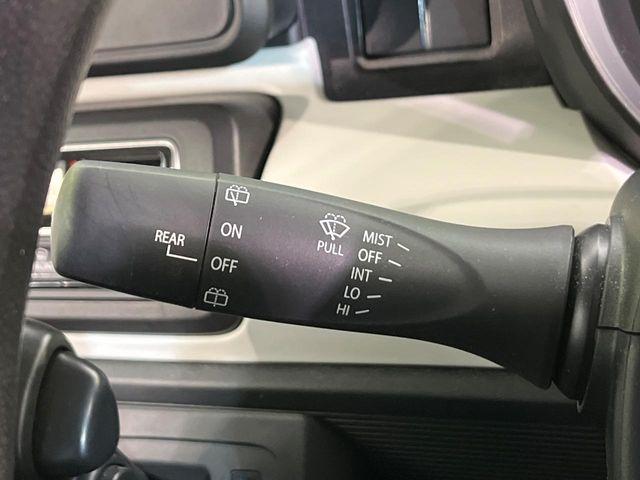 REAR
ON
OFF
PULL
MIST
OFF
INT
LO
HI